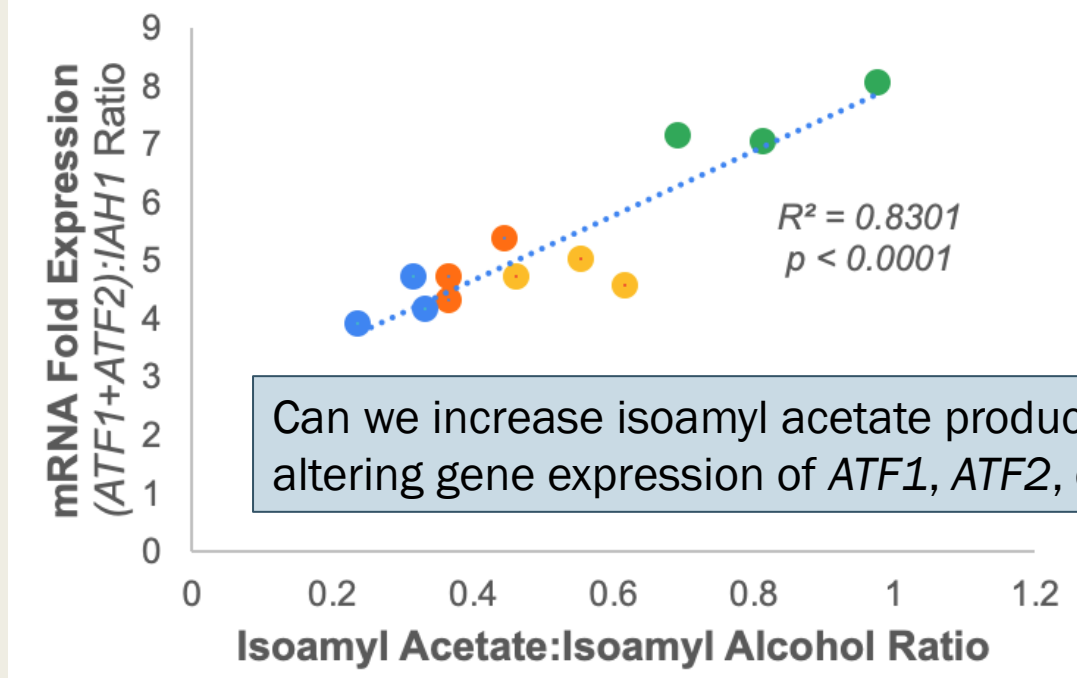 mRNA Fold Expression
(ATF1+ATF2):IAH1 Ratio
9
8
7
6
5
4
3
2
1
0
R² = 0.8301
p < 0.0001
Can we increase isoamyl acetate
altering gene expression of ATF1, ATF2,
0 0.2 0.4 0.6 0.8 1 1.2
Isoamyl Acetate:Isoamyl Alcohol Ratio